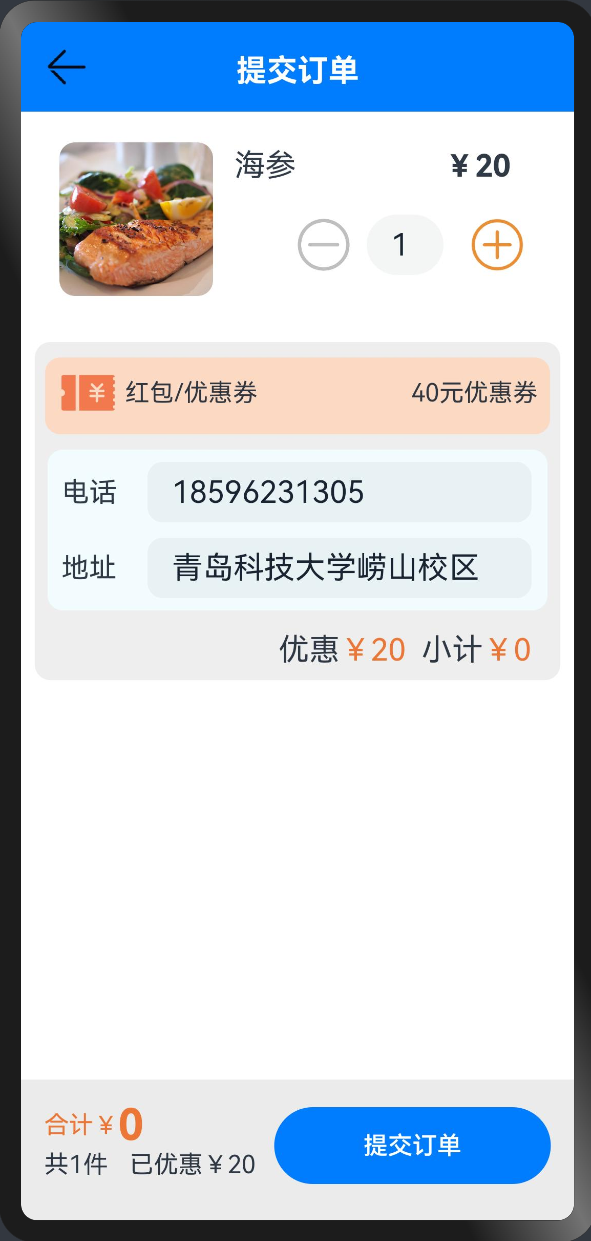 提交订单
海参 ¥20
1
¥ 红包/优惠券 40元优惠券
电话 18596231305
地址 青岛科技大学崂山校区
优惠¥20 小计¥0
合计¥0
共1件 已优惠¥20
提交订单